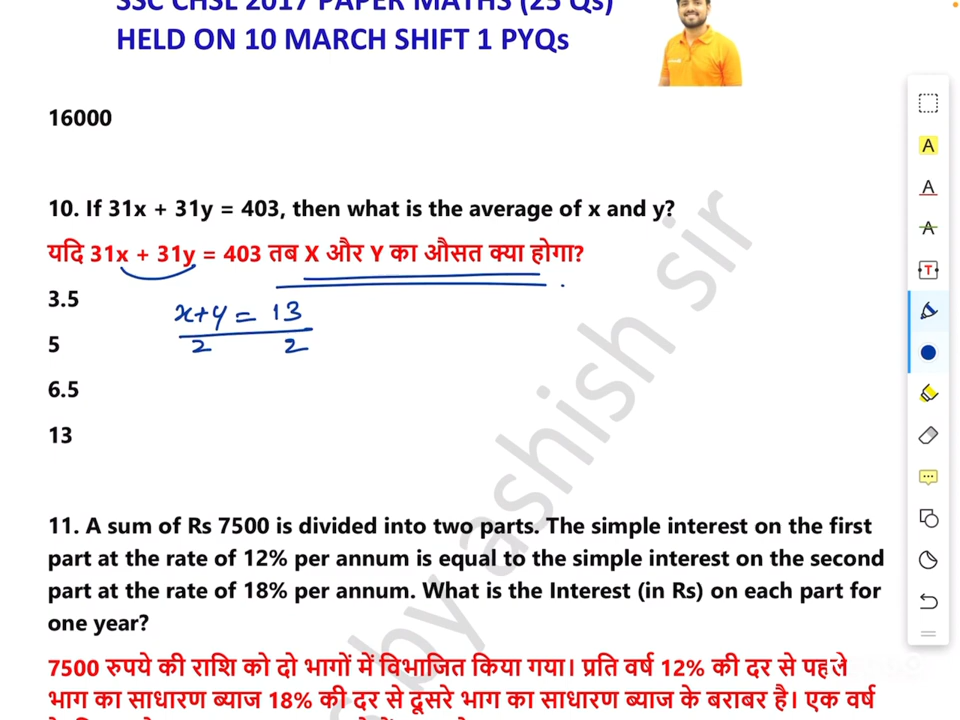 SSC CHSL 2017 PAPER MATHS (25 Qs)
HELD ON 10 MARCH SHIFT 1 PYQs
16000
10. If 31x + 31y = 403, then what is the average of x and y?
यदि 31x + 31y = 403 तब X और Y का औसत क्या होगा?
3.5
x+y = 13
2 2
5
6.5
13
11. A sum of Rs 7500 is divided into two parts. The simple interest on the first
part at the rate of 12% per annum is equal to the simple interest on the second
part at the rate of 18% per annum. What is the Interest (in Rs) on each part for
one year?
7500 रुपये की राशि को दो भागों में विभाजित किया गया। प्रति वर्ष 12% की दर से पहले
भाग का साधारण ब्याज 18% की दर से दूसरे भाग का साधारण ब्याज के बराबर है। एक वर्ष
by ashish sir
A
A
A
T